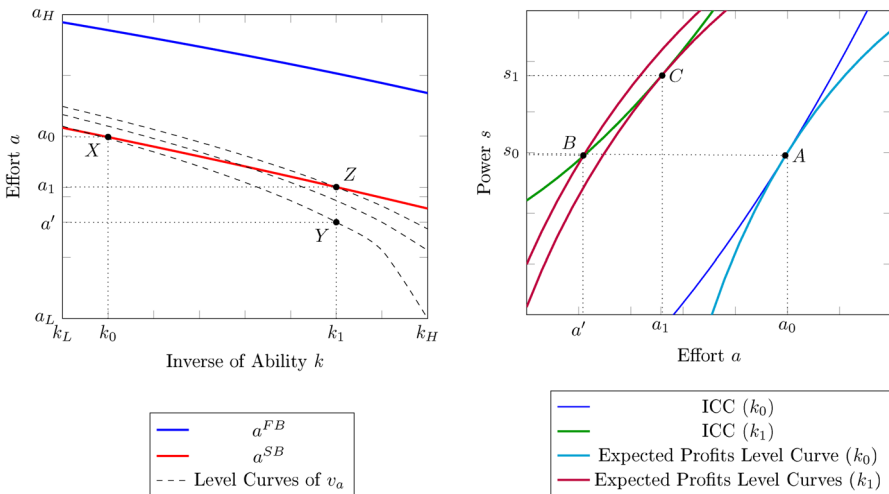 a_H
Effort a
a_0
a_1
a'
a_L
X
Z
Y
k_L k_0 k_1 k_H
Inverse of Ability k
a^{FB}
a^{SB}
Level Curves of v_a
Power s
s_1
s_0
C
B
A
a' a_1 a_0
Effort a
ICC (k_0)
ICC (k_1)
Expected Profits Level Curve (k_0)
Expected Profits Level Curves (k_1)